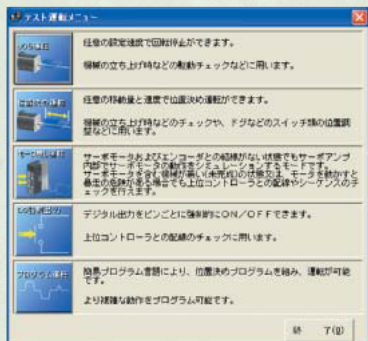 テスト運転メニュー
JOG運転
任意の設定速度で回転停止ができます。
機械の立ち上げ時などの駆動チェックなどに用います。
位置決め運転
任意の移動量と速度で位置決め運転ができます。
機械の立ち上げ時などのチェックや、ドグなどのスイッチ類の位置調
整などに用います。
モータ無し運転
サーボモータおよびエンコーダとの結線がない状態でもサーボアンプ
内部でサーボモータの動作をシミュレーションするモードです。
サーボモータを含む機械が無い(未完成)の状態又は、モータを動かすと
暴走の危険がある場合でも上位コントローラとの配線やシーケンスのチ
ェックを行えます。
DO強制出力
デジタル出力をピンごとに強制的にON/OFFできます。
上位コントローラとの配線のチェックに用います。
プログラム運転
簡易プログラム言語により、位置決めプログラムを組み、運転が可能
です。
より複雑な動作をプログラム可能です。
終 了(Q)